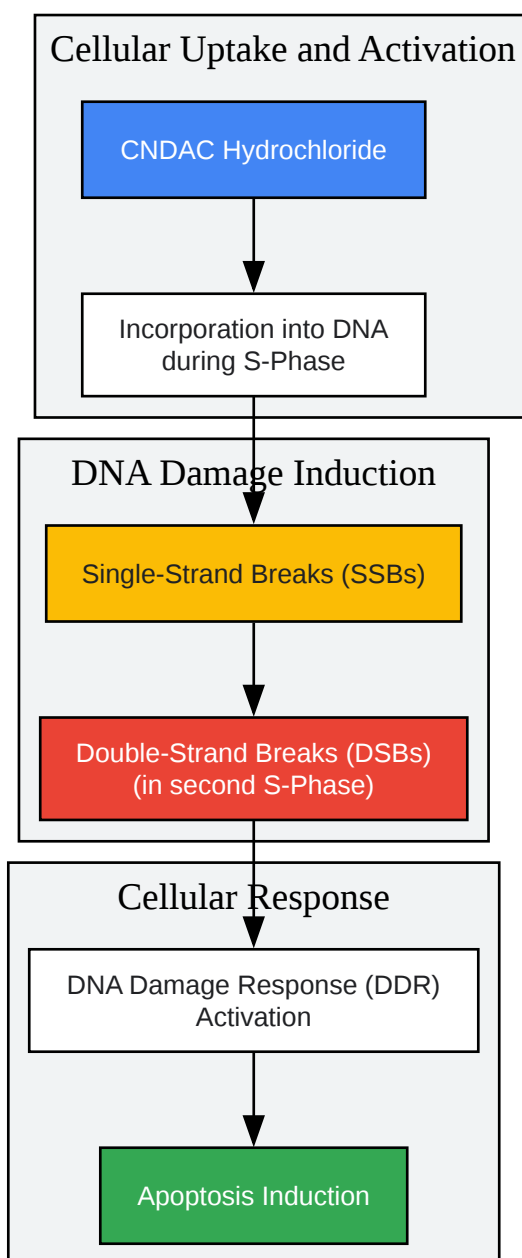 Cellular Uptake and Activation
CNDAC Hydrochloride
Incorporation into DNA
during S-Phase
DNA Damage Induction
Single-Strand Breaks (SSBs)
Double-Strand Breaks (DSBs)
(in second S-Phase)
Cellular Response
DNA Damage Response (DDR)
Activation
Apoptosis Induction